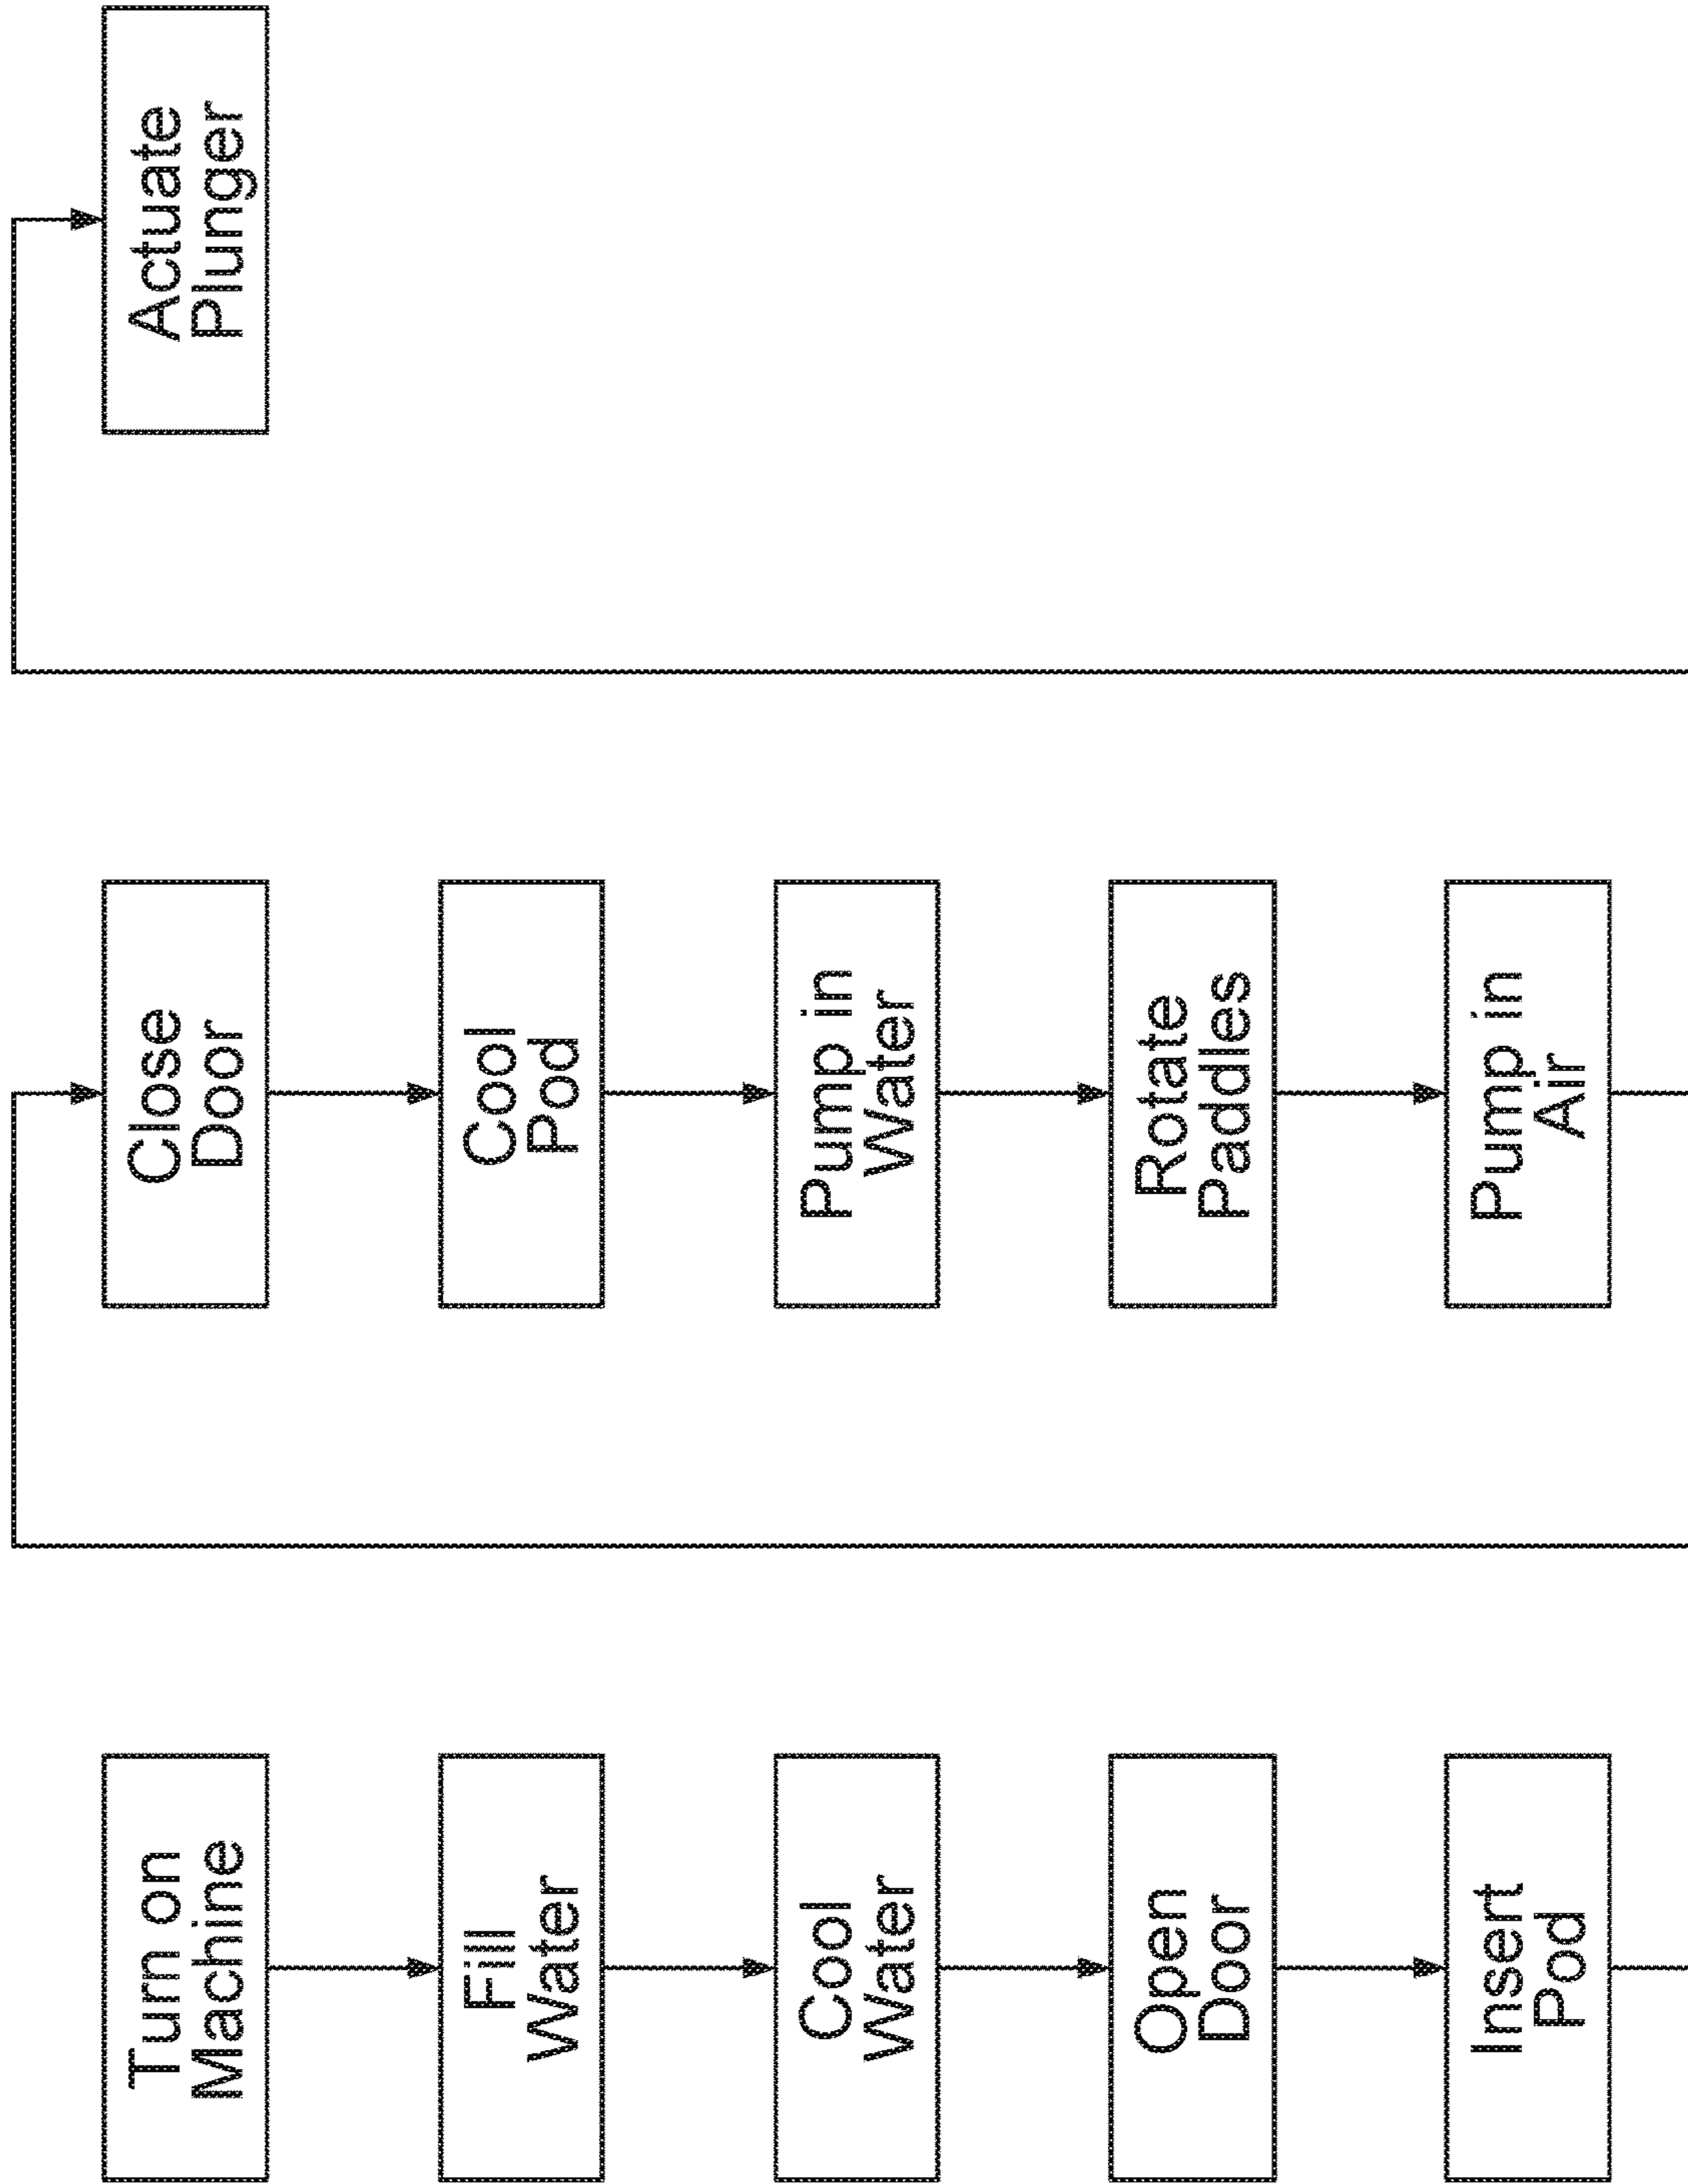 Turn on
Machine
Fill
Water
Cool
Water
Open
Door
Insert
Pod
Close
Door
Cool
Pod
Pump in
Water
Rotate
Paddles
Pump in
Air
Actuate
Plunger